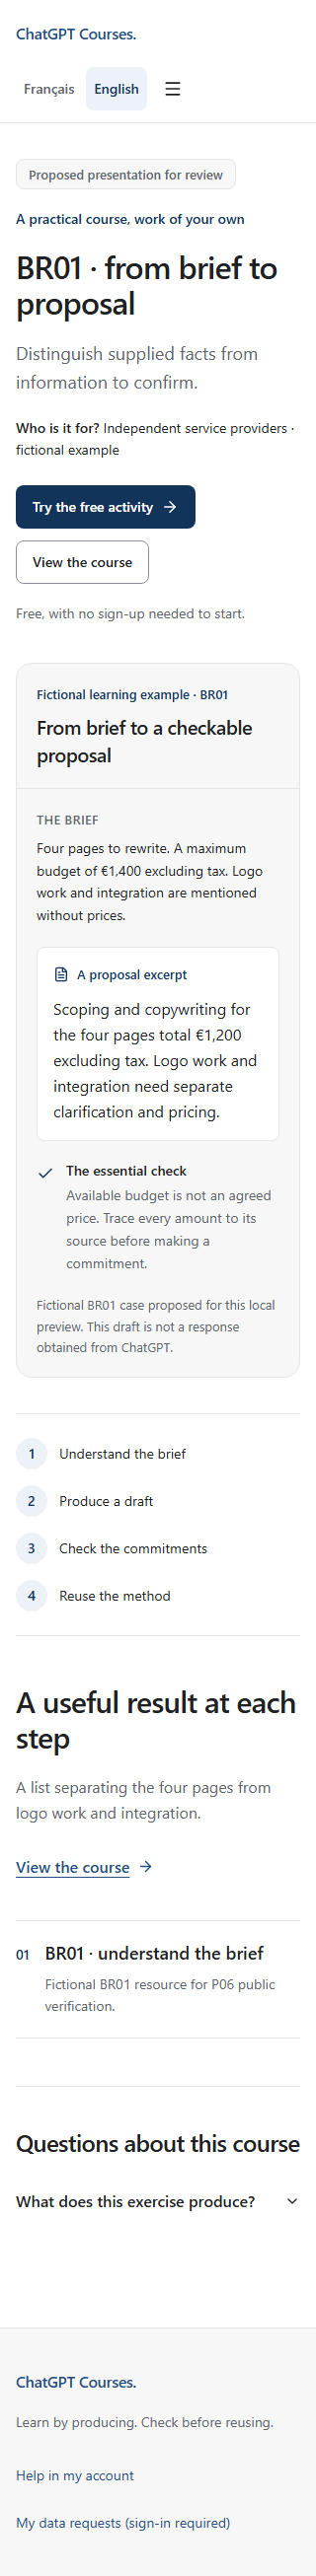 ChatGPT Courses.
Français English
Proposed presentation for review
A practical course, work of your own
BR01 · from brief to
proposal
Distinguish supplied facts from
information to confirm.
Who is it for? Independent service providers ·
fictional example
Try the free activity
View the course
Free, with no sign-up needed to start.
Fictional learning example · BR01
From brief to a checkable
proposal
THE BRIEF
Four pages to rewrite. A maximum
budget of €1,400 excluding tax. Logo
work and integration are mentioned
without prices.
A proposal excerpt
Scoping and copywriting for
the four pages total €1,200
excluding tax. Logo work and
integration need separate
clarification and pricing.
The essential check
Available budget is not an agreed
price. Trace every amount to its
source before making a
commitment.
Fictional BR01 case proposed for this local
preview. This draft is not a response
obtained from ChatGPT.
1 Understand the brief
2 Produce a draft
3 Check the commitments
4 Reuse the method
A useful result at each
step
A list separating the four pages from
logo work and integration.
View the course
01 BR01 · understand the brief
Fictional BR01 resource for P06 public
verification.
Questions about this course
What does this exercise produce?
ChatGPT Courses.
Learn by producing. Check before reusing.
Help in my account
My data requests (sign-in required)